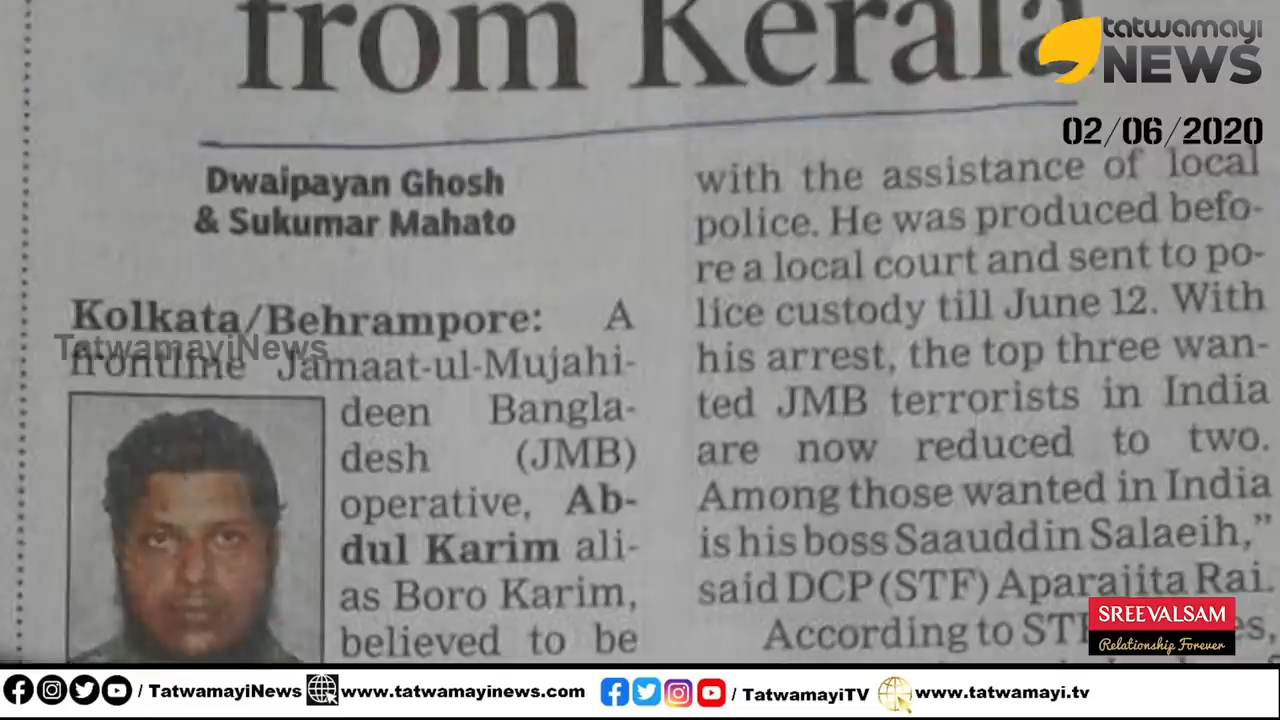 from Kerala
tatwamayi
NEWS
02/06/2020
Dwaipayan Ghosh
& Sukumar Mahato
Kolkata/Behrampore: A
frontline Jamaat-ul-Mujahi-
deen Bangla-
desh (JMB)
operative, Ab-
dul Karim ali-
as Boro Karim,
believed to be
TatwamayiNews
with the assistance of local
police. He was produced befo-
re a local court and sent to po-
lice custody till June 12. With
his arrest, the top three wan-
ted JMB terrorists in India
are now reduced to two.
Among those wanted in India
is his boss Saauddin Salaeih,”
said DCP (STF) Aparajita Rai.
According to
SREEVALSAM
Relationship Forever
/ TatwamayiNews www.tatwamayinews.com / TatwamayiTV www.tatwamayi.tv